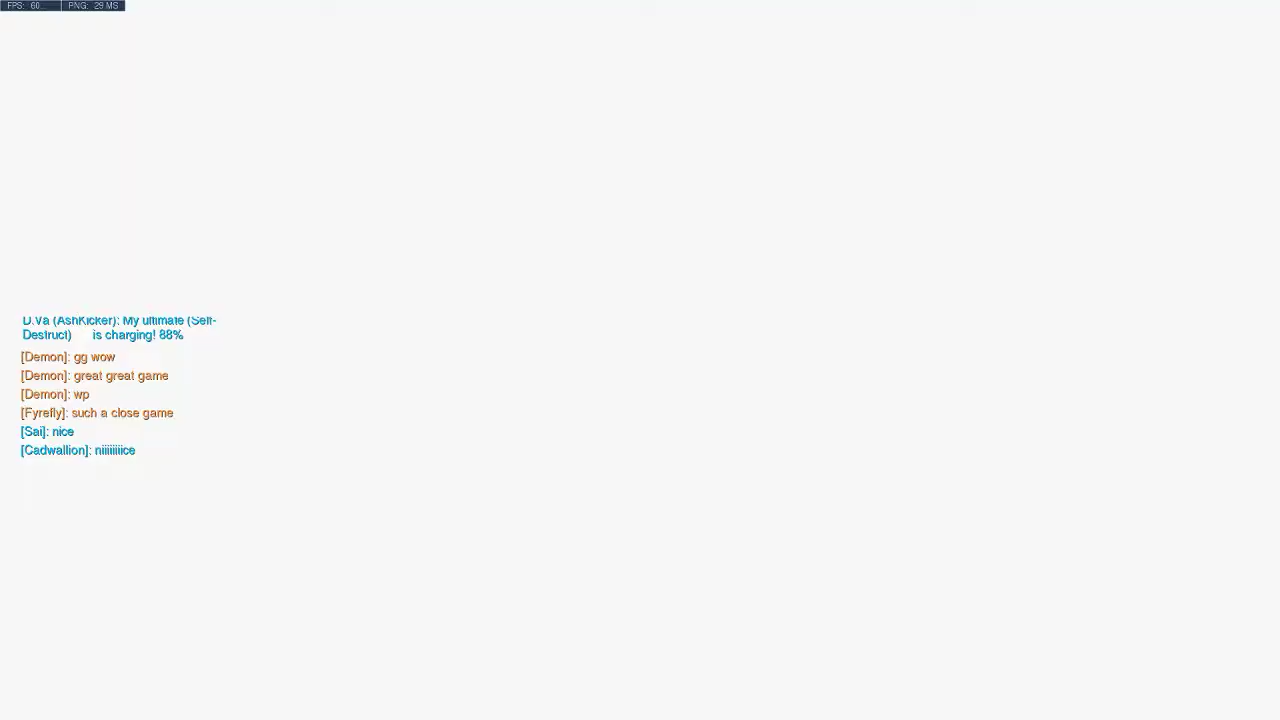 FPS: 60 PNG: 29 MS
D.Va (AshKicker): My ultimate (Self-
Destruct) is charging! 88%
[Demon]: gg wow
[Demon]: great great game
[Demon]: wp
[Fyrefly]: such a close game
[Sai]: nice
[Cadwallion]: niiiiiiiice